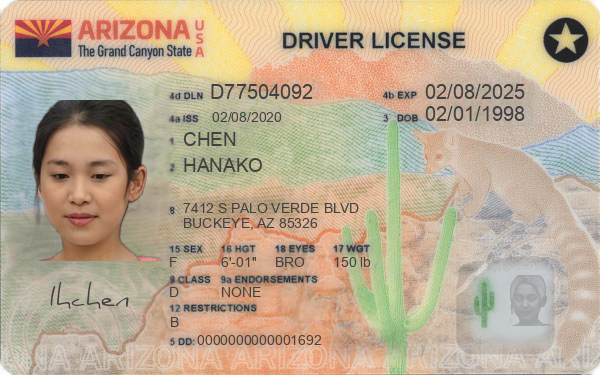 ARIZONA USA
The Grand Canyon State
DRIVER LICENSE
4d DLN D77504092 4b EXP 02/08/2025
4a ISS 02/08/2020 3 DOB 02/01/1998
1 CHEN
2 HANAKO
8 7412 S PALO VERDE BLVD
BUCKEYE, AZ 85326
15 SEX 16 HGT 18 EYES 17 WGT
F 6'-01" BRO 150 lb
9 CLASS 9a ENDORSEMENTS
D NONE
12 RESTRICTIONS
B
5 DD: 0000000000001692
Ihchen
ARIZONA ARIZONA ARIZONA ARIZONA